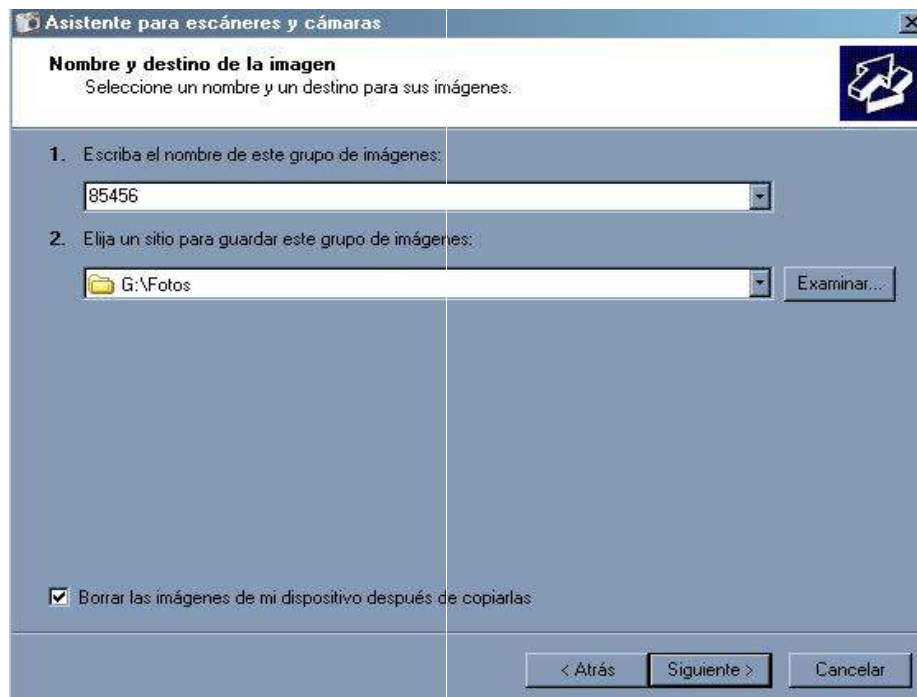 Asistente para escáneres y cámaras
Nombre y destino de la imagen
Seleccione un nombre y un destino para sus imágenes.
1. Escriba el nombre de este grupo de imágenes:
85456
2. Elija un sitio para guardar este grupo de imágenes:
G:\Fotos
Examinar...
Borrar las imágenes de mi dispositivo después de copiarlas
< Atrás
Siguiente >
Cancelar